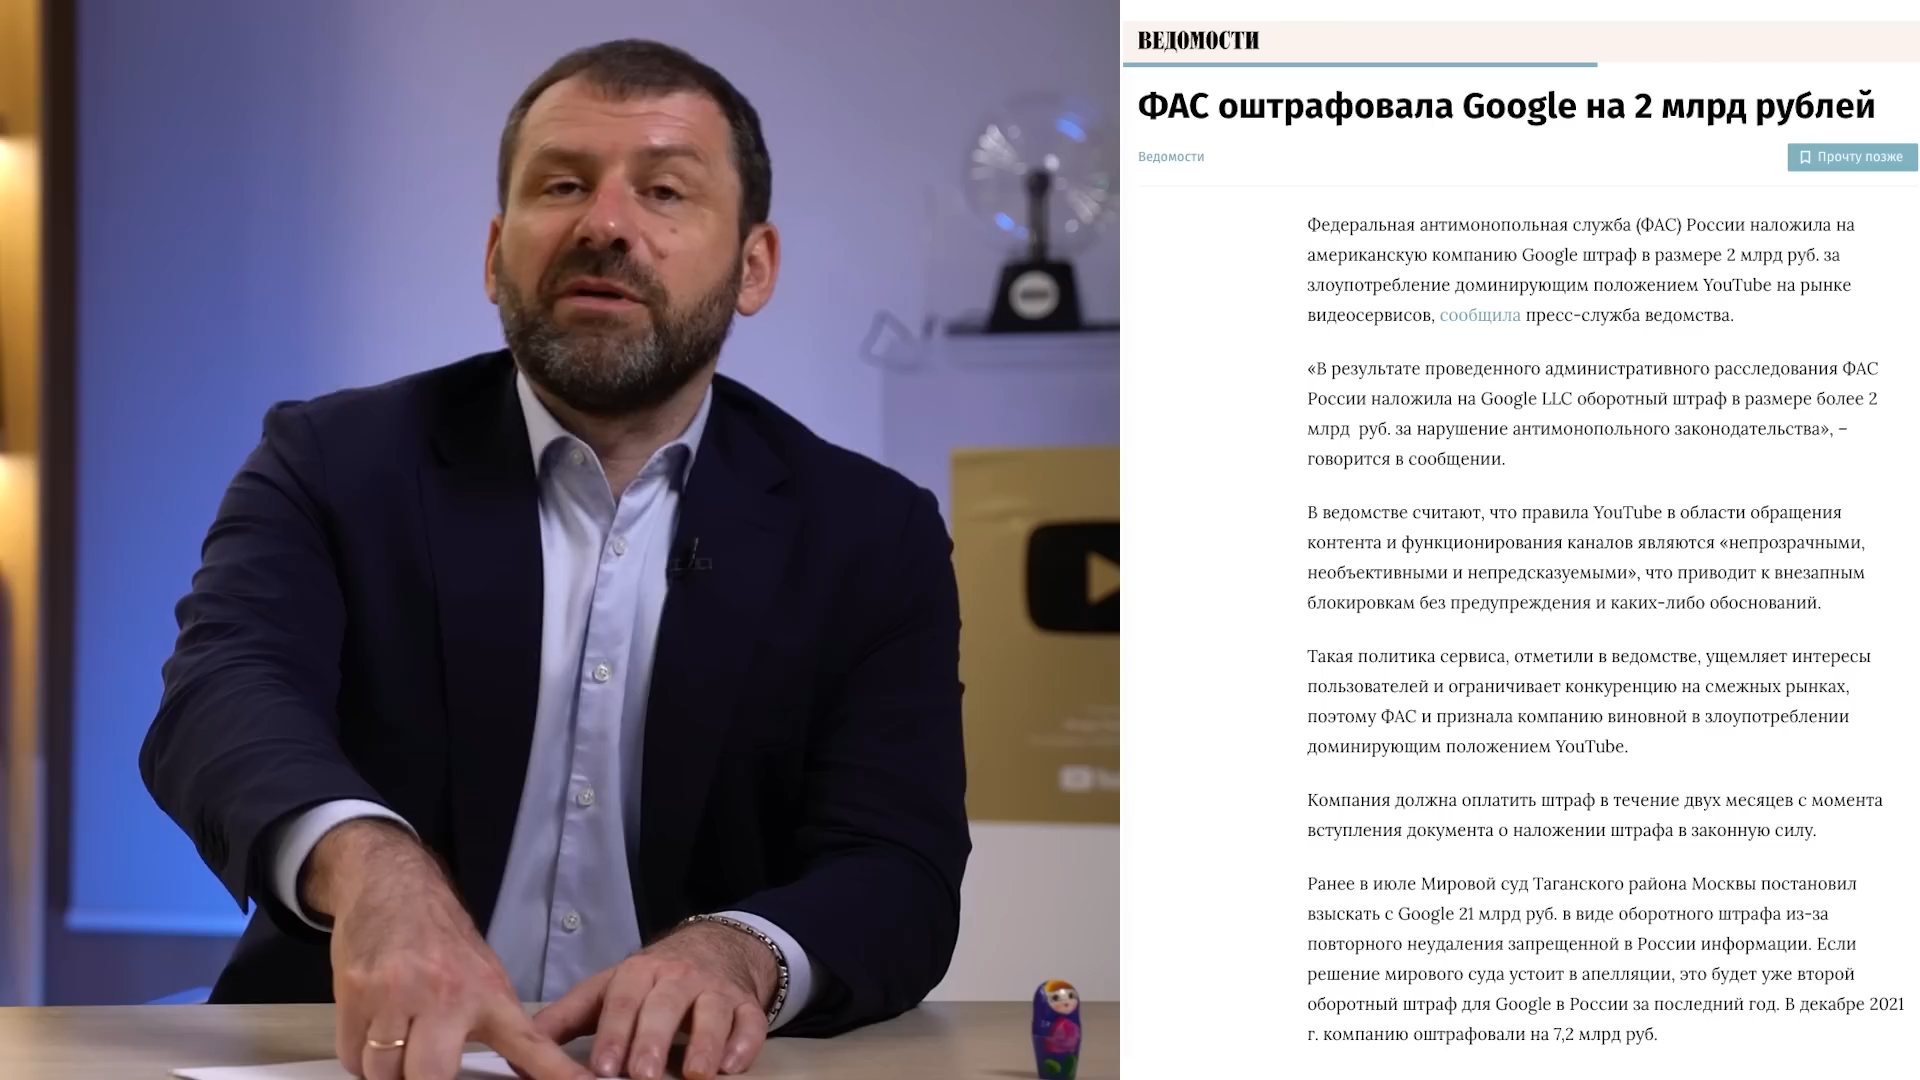 ВЕДОМОСТИ
ФАС оштрафовала Google на 2 млрд рублей
Ведомости
Прочту позже
Федеральная антимонопольная служба (ФАС) России наложила на
американскую компанию Google штраф в размере 2 млрд руб. за
злоупотребление доминирующим положением YouTube на рынке
видеосервисов, сообщила пресс-служба ведомства.
«В результате проведенного административного расследования ФАС
России наложила на Google LLC оборотный штраф в размере более 2
млрд  руб. за нарушение антимонопольного законодательства», –
говорится в сообщении.
В ведомстве считают, что правила YouTube в области обращения
контента и функционирования каналов являются «непрозрачными,
необъективными и непредсказуемыми», что приводит к внезапным
блокировкам без предупреждения и каких-либо обоснований.
Такая политика сервиса, отметили в ведомстве, ущемляет интересы
пользователей и ограничивает конкуренцию на смежных рынках,
поэтому ФАС и признала компанию виновной в злоупотреблении
доминирующим положением YouTube.
Компания должна оплатить штраф в течение двух месяцев с момента
вступления документа о наложении штрафа в законную силу.
Ранее в июле Мировой суд Таганского района Москвы постановил
взыскать с Google 21 млрд руб. в виде оборотного штрафа из-за
повторного неудаления запрещенной в России информации. Если
решение мирового суда устоит в апелляции, это будет уже второй
оборотный штраф для Google в России за последний год. В декабре 2021
г. компанию оштрафовали на 7,2 млрд руб.